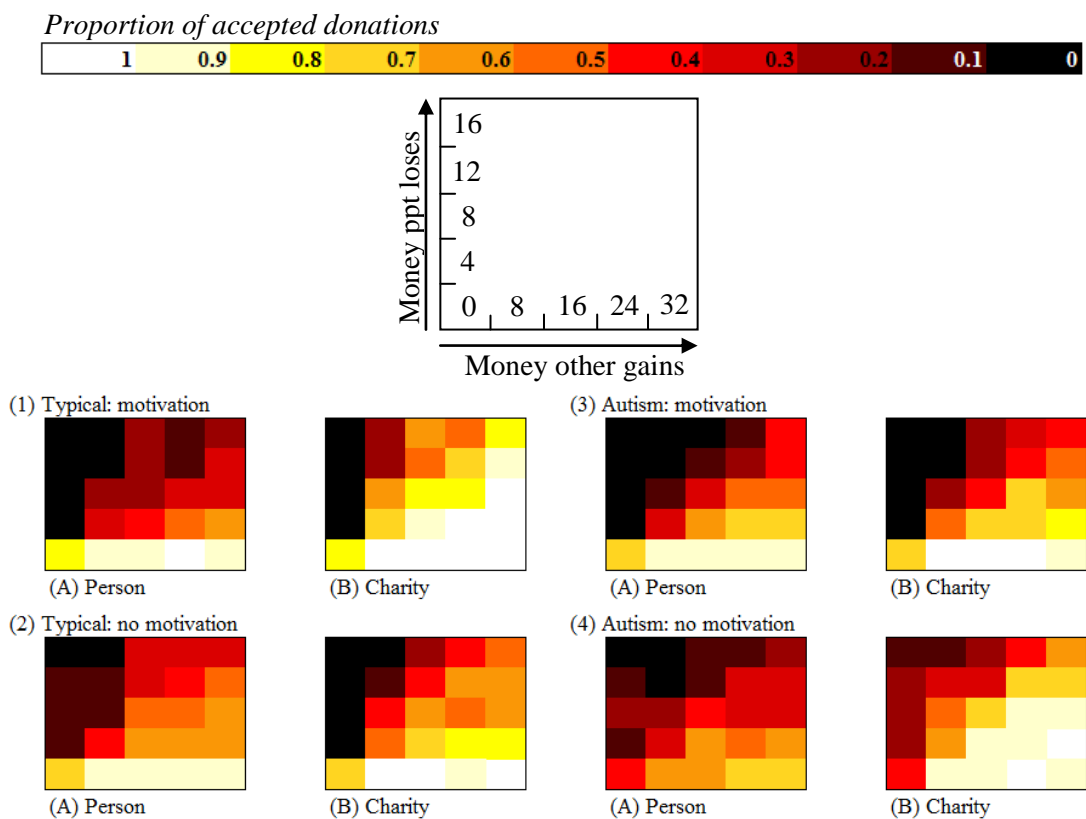 Proportion of accepted donations
1 0.9 0.8 0.7 0.6 0.5 0.4 0.3 0.2 0.1 0
Money ppt loses
16
12
8
4
0 8 16 24 32
Money other gains
(1) Typical: motivation
(A) Person (B) Charity
(3) Autism: motivation
(A) Person (B) Charity
(2) Typical: no motivation
(A) Person (B) Charity
(4) Autism: no motivation
(A) Person (B) Charity